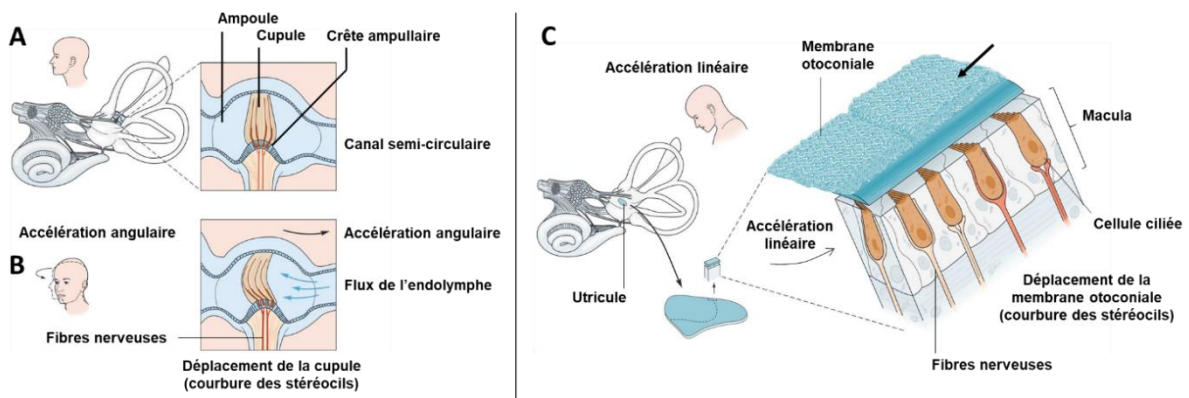 A
Ampoule
Cupule
Crête ampullaire
Canal semi-circulaire
Accélération angulaire
Accélération angulaire
B
Flux de l'endolymphe
Fibres nerveuses
Déplacement de la cupule
(courbure des stéréocils)
C
Accélération linéaire
Membrane
otoconiale
Macula
Cellule ciliée
Accélération
linéaire
Utricule
Déplacement de la
membrane otoconiale
(courbure des stéréocils)
Fibres nerveuses